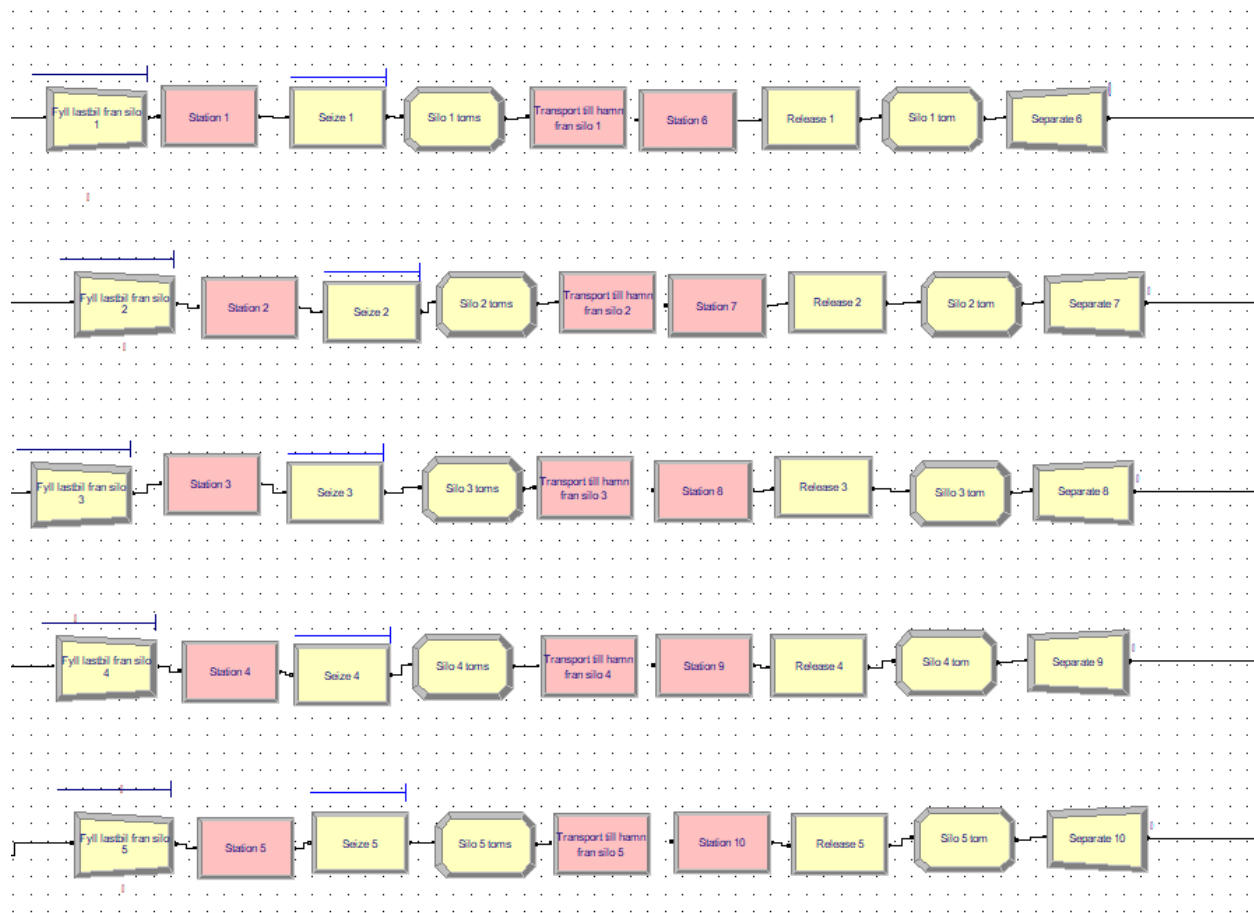 Fyll lastbil fran silo
1
Station 1
Seize 1
Silo 1 toms
Transport till hamn
fran silo 1
Station 6
Release 1
Silo 1 tom
Separate 6
Fyll lastbil fran silo
2
Station 2
Seize 2
Silo 2 toms
Transport till hamn
fran silo 2
Station 7
Release 2
Silo 2 tom
Separate 7
Fyll lastbil fran silo
3
Station 3
Seize 3
Silo 3 toms
Transport till hamn
fran silo 3
Station 8
Release 3
Sillo 3 tom
Separate 8
Fyll lastbil fran silo
4
Station 4
Seize 4
Silo 4 toms
Transport till hamn
fran silo 4
Station 9
Release 4
Silo 4 tom
Separate 9
Fyll lastbil fran silo
5
Station 5
Seize 5
Silo 5 toms
Transport till hamn
fran silo 5
Station 10
Release 5
Silo 5 tom
Separate 10